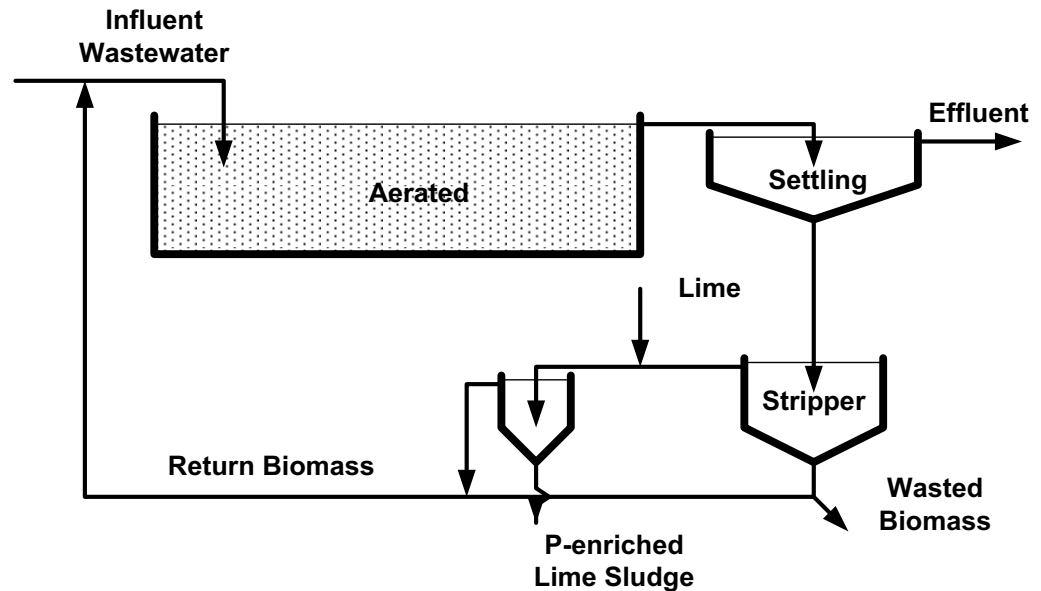 Influent
Wastewater
Effluent
Aerated
Settling
Lime
Stripper
Return Biomass
Wasted
Biomass
P-enriched
Lime Sludge